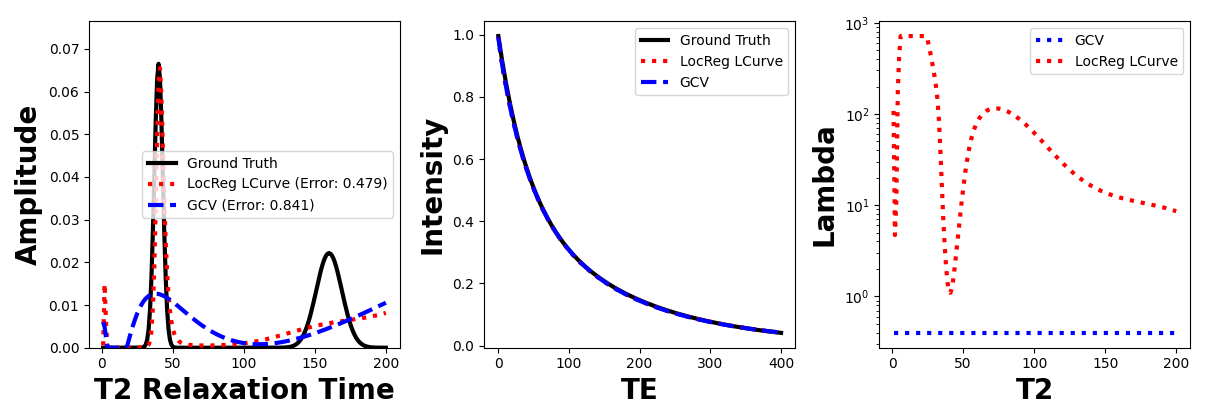 Amplitude
0.00
0.01
0.02
0.03
0.04
0.05
0.06
0.07
0
50
100
150
200
T2 Relaxation Time
Ground Truth
LocReg LCurve (Error: 0.479)
GCV (Error: 0.841)
Intensity
0.0
0.2
0.4
0.6
0.8
1.0
0
100
200
300
400
TE
Ground Truth
LocReg LCurve
GCV
Lambda
10⁰
10¹
10²
10³
0
50
100
150
200
T2
GCV
LocReg LCurve